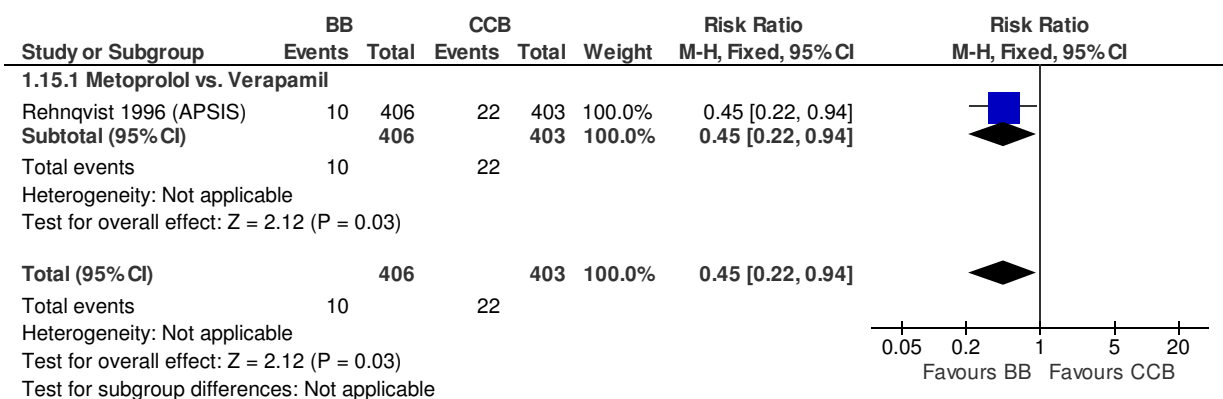 BB CCB Risk Ratio Risk Ratio
Study or Subgroup Events Total Events Total Weight M-H, Fixed, 95% CI M-H, Fixed, 95% CI
1.15.1 Metoprolol vs. Verapamil
Rehnqvist 1996 (APSIS) 10 406 22 403 100.0% 0.45 [0.22, 0.94]
Subtotal (95% CI) 406 403 100.0% 0.45 [0.22, 0.94]
Total events 10 22
Heterogeneity: Not applicable
Test for overall effect: Z = 2.12 (P = 0.03)
Total (95% CI) 406 403 100.0% 0.45 [0.22, 0.94]
Total events 10 22
Heterogeneity: Not applicable
Test for overall effect: Z = 2.12 (P = 0.03)
Test for subgroup differences: Not applicable
0.05 0.2 1 5 20
Favours BB Favours CCB